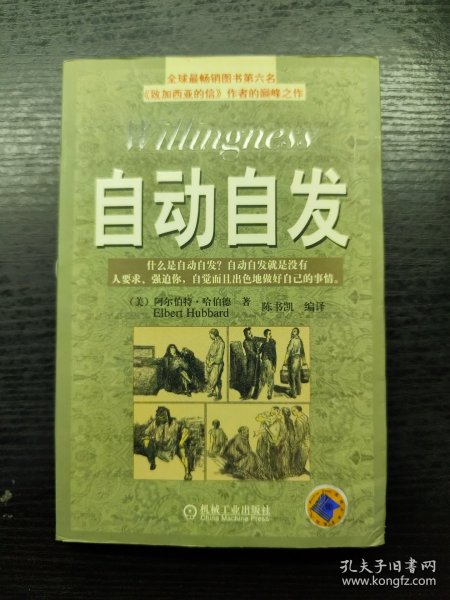 全球最畅销图书第六名
《致加西亚的信》作者的巅峰之作
Willingness
自动自发
什么是自动自发？自动自发就是没有
人要求、强迫你，自觉而且出色地做好自己的事情。
（美）阿尔伯特·哈伯德 著
Elbert Hubbard
陈书凯 编译
机械工业出版社
China Machine Press
孔夫子旧书网
www.kongfz.com